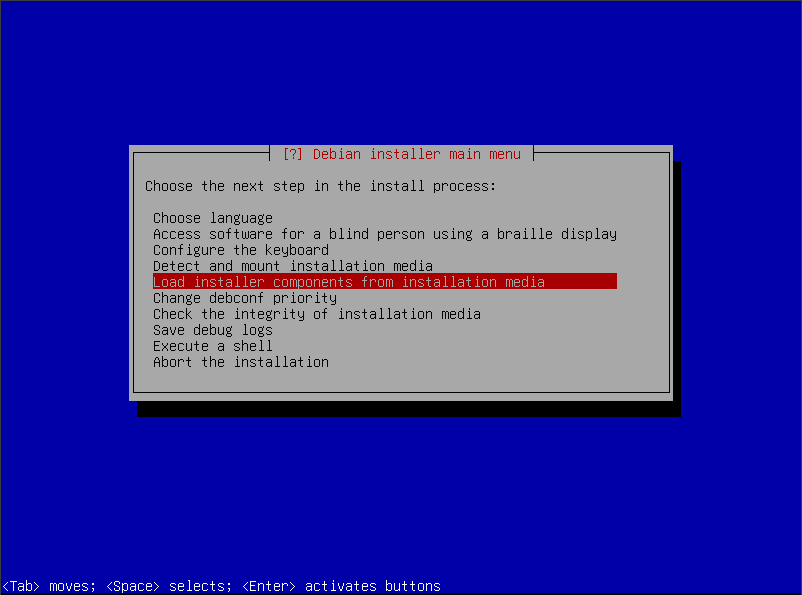 [?] Debian installer main menu
Choose the next step in the install process:
Choose language
Access software for a blind person using a braille display
Configure the keyboard
Detect and mount installation media
Load installer components from installation media
Change debconf priority
Check the integrity of installation media
Save debug logs
Execute a shell
Abort the installation
<Tab> moves; <Space> selects; <Enter> activates buttons